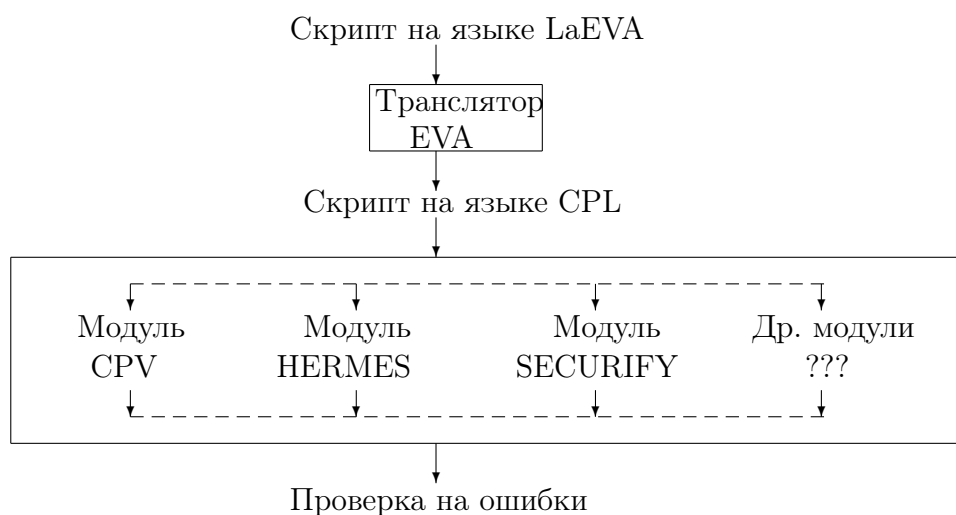 Скрипт на языке LaEVA
Транслятор
EVA
Скрипт на языке CPL
Модуль Модуль Модуль Др. модули
CPV HERMES SECURIFY ???
Проверка на ошибки